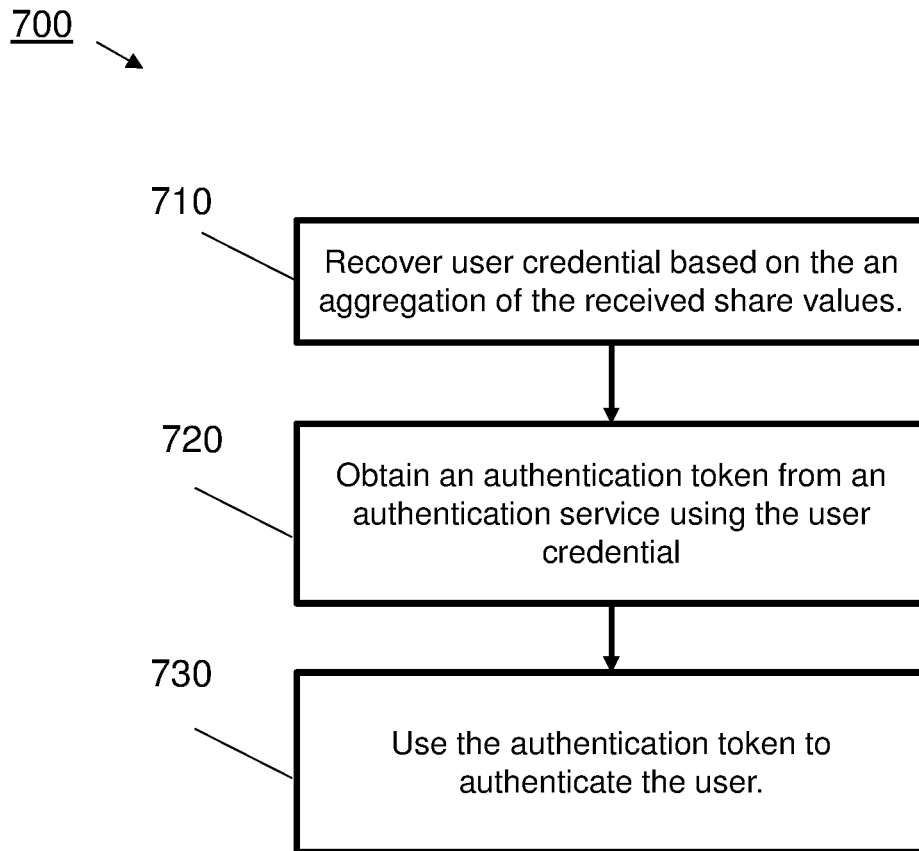 700
710
Recover user credential based on the an
aggregation of the received share values.
720
Obtain an authentication token from an
authentication service using the user
credential
730
Use the authentication token to
authenticate the user.